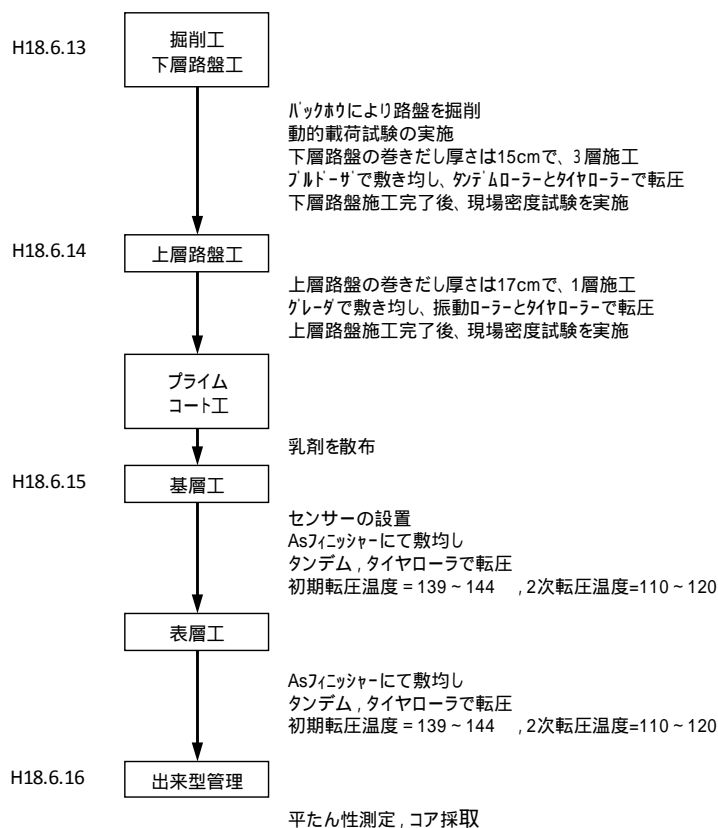 H18.6.13
掘削工
下層路盤工
ﾊﾞｯｸﾎｳにより路盤を掘削
動的載荷試験の実施
下層路盤の巻きだし厚さは15cmで、3層施工
ﾌﾞﾙﾄﾞｰｻﾞで敷き均し、ﾀﾝﾃﾞﾑローラーとﾀｲﾔローラーで転圧
下層路盤施工完了後、現場密度試験を実施
H18.6.14
上層路盤工
上層路盤の巻きだし厚さは17cmで、1層施工
ｸﾞﾚｰﾀﾞで敷き均し、振動ﾛｰﾗｰとﾀｲﾔﾛｰﾗｰで転圧
上層路盤施工完了後、現場密度試験を実施
プライム
コート工
乳剤を散布
H18.6.15
基層工
センサーの設置
Asﾌｨﾆｯｼｬｰにて敷均し
タンデム , タイヤローラで転圧
初期転圧温度 = 139 ~ 144 , 2次転圧温度=110 ~ 120
表層工
Asﾌｨﾆｯｼｬｰにて敷均し
タンデム , タイヤローラで転圧
初期転圧温度 = 139 ~ 144 , 2次転圧温度=110 ~ 120
H18.6.16
出来型管理
平たん性測定 , コア採取